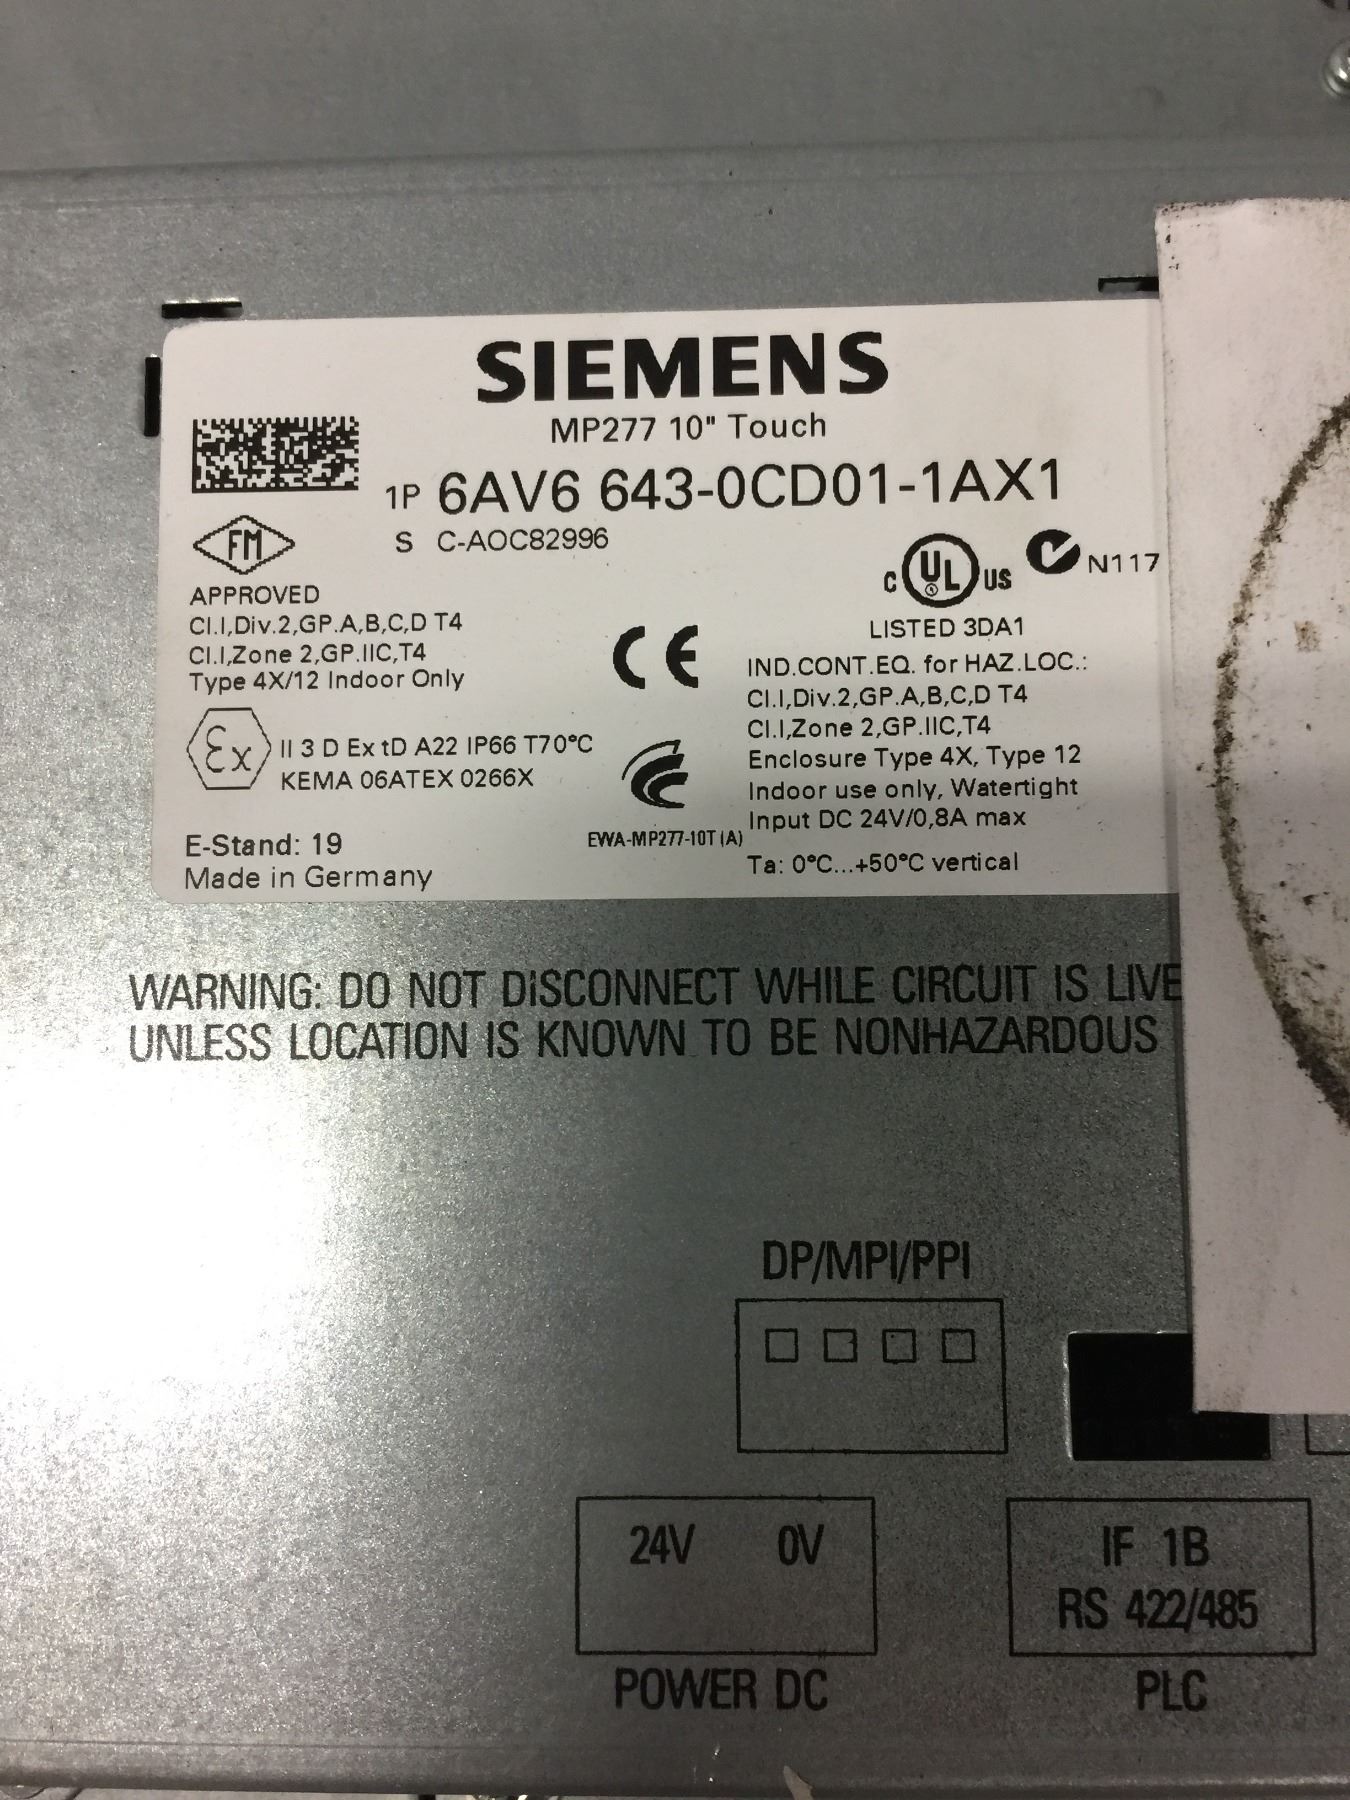 SIEMENS
MP277 10" Touch
1P 6AV6 643-0CD01-1AX1
S C-AOC82996
FM
APPROVED
Cl.I,Div.2,GP.A,B,C,D T4
Cl.I,Zone 2,GP.IIC,T4
Type 4X/12 Indoor Only
Ex II 3 D Ex tD A22 IP66 T70°C
KEMA 06ATEX 0266X
E-Stand: 19
Made in Germany
CE
EWA-MP277-10T (A)
C UL US N117
LISTED 3DA1
IND.CONT.EQ. for HAZ.LOC.:
Cl.I,Div.2,GP.A,B,C,D T4
Cl.I,Zone 2,GP.IIC,T4
Enclosure Type 4X, Type 12
Indoor use only, Watertight
Input DC 24V/0,8A max
Ta: 0°C...+50°C vertical
WARNING: DO NOT DISCONNECT WHILE CIRCUIT IS LIVE
UNLESS LOCATION IS KNOWN TO BE NONHAZARDOUS
DP/MPI/PPI
24V 0V
POWER DC
IF 1B
RS 422/485
PLC